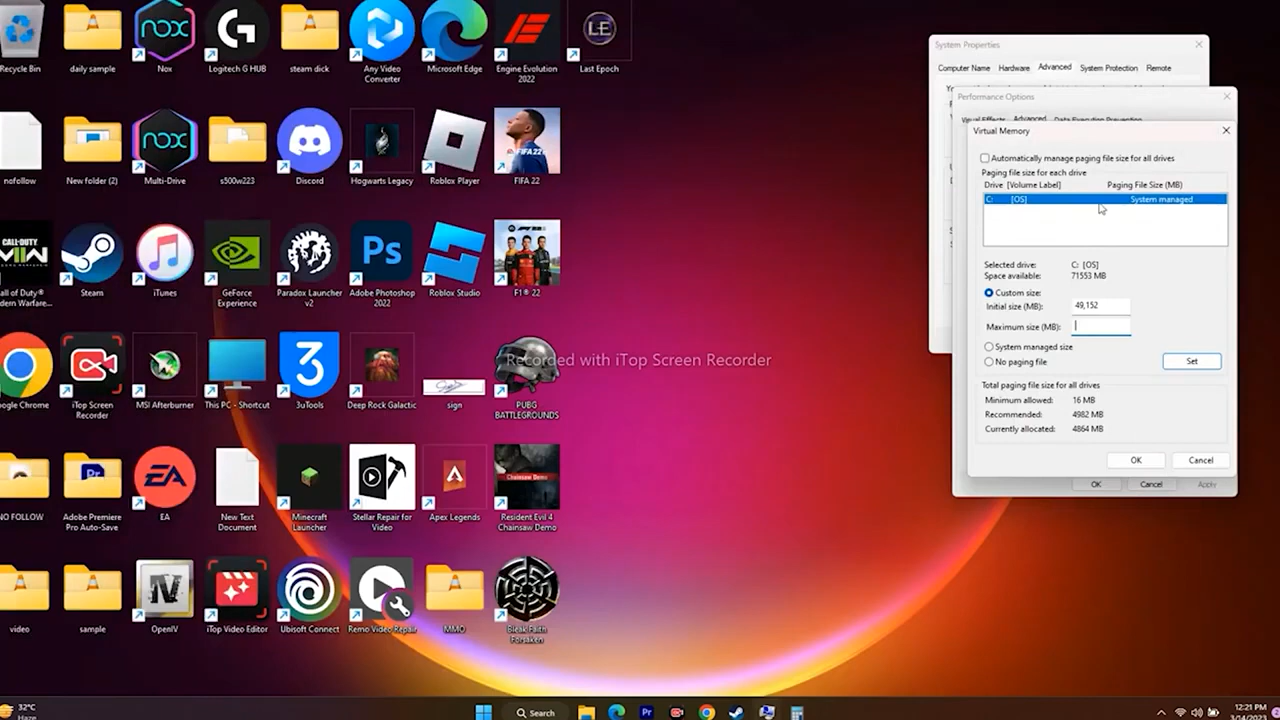 Recycle Bin
daily sample
Nox
Logitech G HUB
steam dick
Any Video
Converter
Microsoft Edge
Engine Evolution
2022
LE
Last Epoch
nofollow
New folder (2)
Multi-Drive
s500w223
Discord
Hogwarts Legacy
Roblox Player
FIFA 22
Steam
iTunes
GeForce
Experience
Paradox Launcher
v2
Adobe Photoshop
2022
Roblox Studio
F1® 22
iTop Screen
Recorder
MSI Afterburner
This PC - Shortcut
3uTools
Deep Rock Galactic
sign
PUBG
BATTLEGROUNDS
NO FOLLOW
Adobe Premiere
Pro Auto-Save
EA
New Text
Document
Minecraft
Launcher
Stellar Repair for
Video
Apex Legends
Resident Evil 4
Chainsaw Demo
video
sample
OpenIV
iTop Video Editor
Ubisoft Connect
Remo Video Repair
MMO
Bleak Faith
Forsaken
Recorded with iTop Screen Recorder
System Properties
Computer Name Hardware Advanced System Protection Remote
Performance Options
Visual Effects Advanced Data Execution Prevention
Virtual Memory
Automatically manage paging file size for all drives
Paging file size for each drive
Drive [Volume Label] Paging File Size (MB)
C: [OS] System managed
Selected drive: C: [OS]
Space available: 71553 MB
Custom size:
Initial size (MB): 49,152
Maximum size (MB):
System managed size
No paging file
Set
Total paging file size for all drives
Minimum allowed: 16 MB
Recommended: 4982 MB
Currently allocated: 4864 MB
OK Cancel
OK Cancel Apply
32°C
Haze
Search
12:21 PM